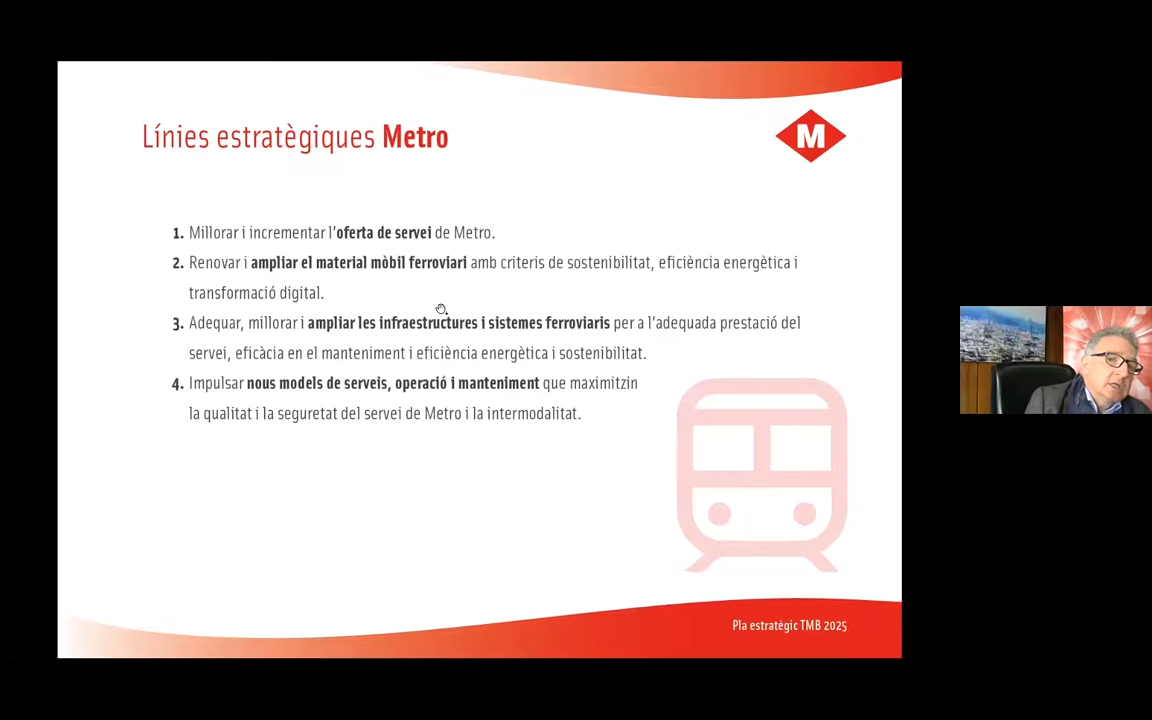 Línies estratègiques Metro
M
1. Millorar i incrementar l'oferta de servei de Metro.
2. Renovar i ampliar el material mòbil ferroviari amb criteris de sostenibilitat, eficiència energètica i
transformació digital.
3. Adequar, millorar i ampliar les infraestructures i sistemes ferroviaris per a l'adequada prestació del
servei, eficàcia en el manteniment i eficiència energètica i sostenibilitat.
4. Impulsar nous models de serveis, operació i manteniment que maximitzin
la qualitat i la seguretat del servei de Metro i la intermodalitat.
Pla estratègic TMB 2025